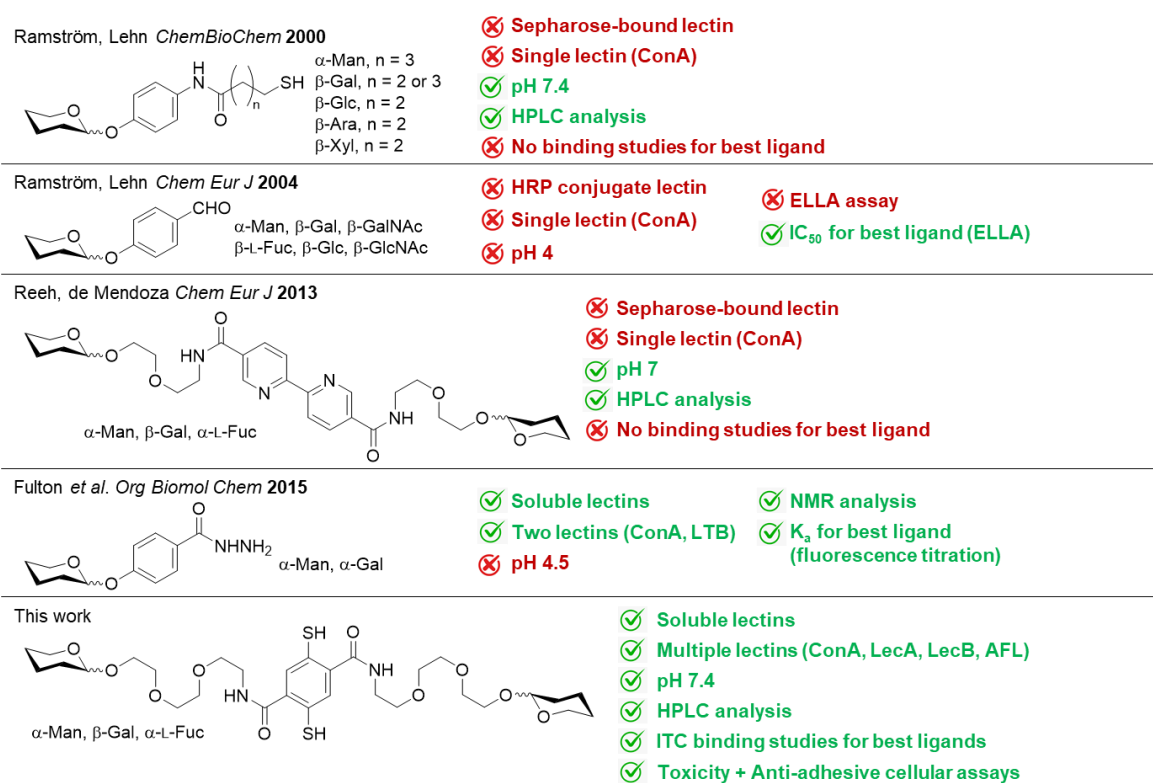 Ramström, Lehn ChemBioChem 2000
O
O
H
N
O
n
SH
α-Man, n = 3
β-Gal, n = 2 or 3
β-Glc, n = 2
β-Ara, n = 2
β-Xyl, n = 2
Sepharose-bound lectin
Single lectin (ConA)
pH 7.4
HPLC analysis
No binding studies for best ligand
Ramström, Lehn Chem Eur J 2004
O
O
CHO
α-Man, β-Gal, β-GalNAc
β-L-Fuc, β-Glc, β-GlcNAc
HRP conjugate lectin
Single lectin (ConA)
pH 4
ELLA assay
IC50 for best ligand (ELLA)
Reeh, de Mendoza Chem Eur J 2013
O
O
O
HN
O
N
N
O
NH
O
O
O
α-Man, β-Gal, α-L-Fuc
Sepharose-bound lectin
Single lectin (ConA)
pH 7
HPLC analysis
No binding studies for best ligand
Fulton et al. Org Biomol Chem 2015
O
O
O
NHNH2
α-Man, α-Gal
Soluble lectins
Two lectins (ConA, LTB)
pH 4.5
NMR analysis
Ka for best ligand
(fluorescence titration)
This work
O
O
O
O
HN
O
SH
SH
O
NH
O
O
O
O
α-Man, β-Gal, α-L-Fuc
Soluble lectins
Multiple lectins (ConA, LecA, LecB, AFL)
pH 7.4
HPLC analysis
ITC binding studies for best ligands
Toxicity + Anti-adhesive cellular assays